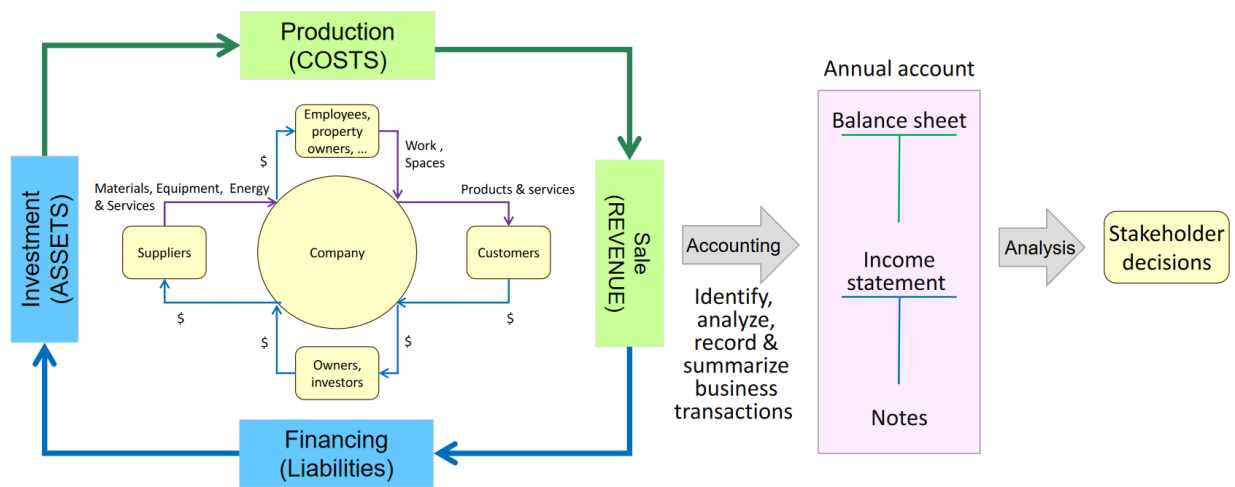 Production
(COSTS)
Investment
(ASSETS)
Employees,
property
owners, ...
$
Work ,
Spaces
Materials, Equipment,  Energy
& Services
Products & services
Suppliers
Company
Customers
$
$
$
$
Owners,
investors
Sale
(REVENUE)
Financing
(Liabilities)
Accounting
Identify,
analyze,
record &
summarize
business
transactions
Annual account
Balance sheet
Income
statement
Notes
Analysis
Stakeholder
decisions